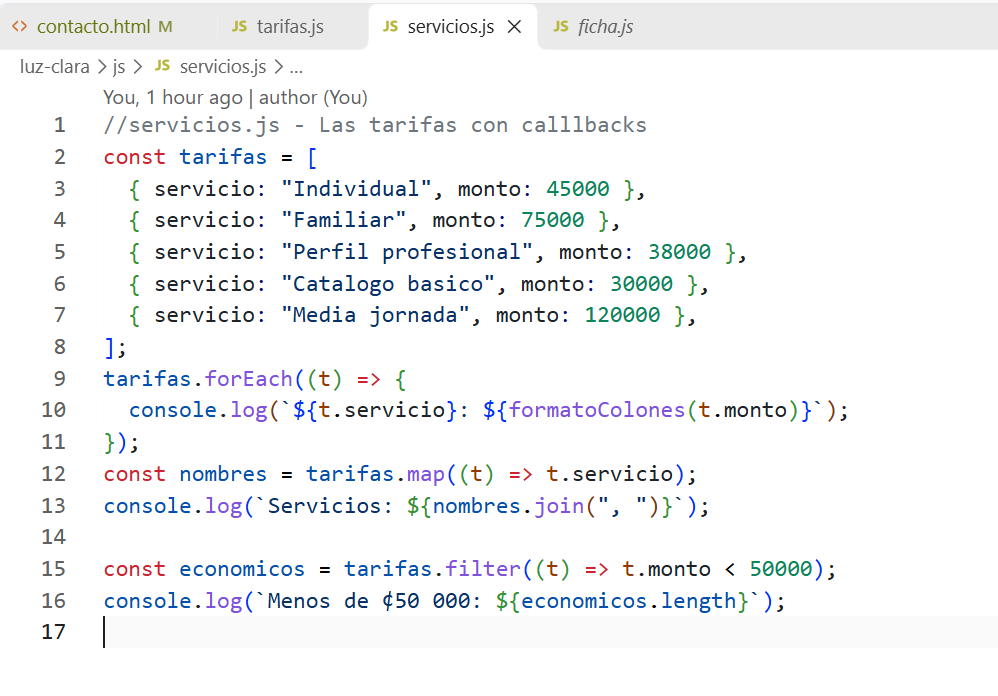 <> contacto.html M JS tarifas.js JS servicios.js JS ficha.js
luz-clara > js > JS servicios.js > ...
You, 1 hour ago | author (You)
1 //servicios.js - Las tarifas con calllbacks
2 const tarifas = [
3 { servicio: "Individual", monto: 45000 },
4 { servicio: "Familiar", monto: 75000 },
5 { servicio: "Perfil profesional", monto: 38000 },
6 { servicio: "Catalogo basico", monto: 30000 },
7 { servicio: "Media jornada", monto: 120000 },
8 ];
9 tarifas.forEach((t) => {
10 console.log(`${t.servicio}: ${formatoColones(t.monto)}`);
11 });
12 const nombres = tarifas.map((t) => t.servicio);
13 console.log(`Servicios: ${nombres.join(", ")}`);
14
15 const economicos = tarifas.filter((t) => t.monto < 50000);
16 console.log(`Menos de ₡50 000: ${economicos.length}`);
17